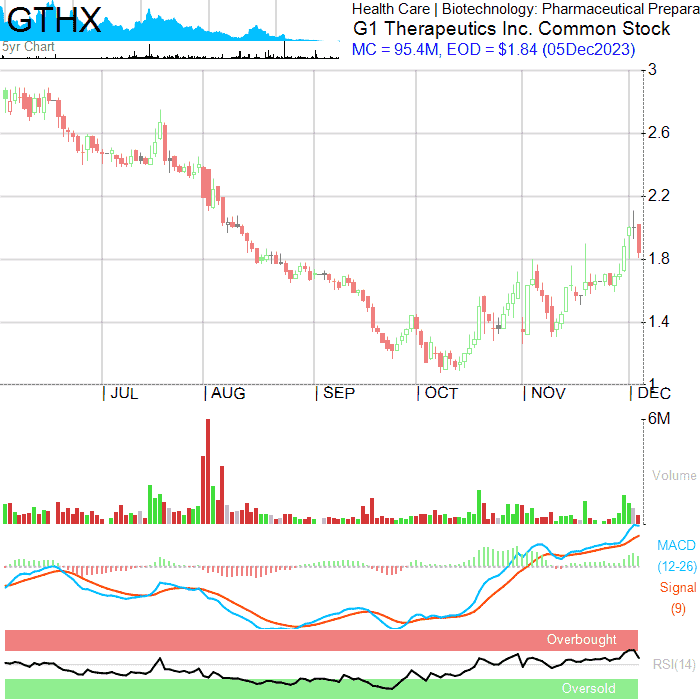 GTHX
Health Care | Biotechnology: Pharmaceutical Prepara
G1 Therapeutics Inc. Common Stock
5yr Chart
MC = 95.4M, EOD = $1.84 (05Dec2023)
3
2.6
2.2
1.8
1.4
1
| JUL | AUG | SEP | OCT | NOV | DEC
6M
Volume
MACD
(12-26)
Signal
(9)
Overbought
RSI(14)
Oversold